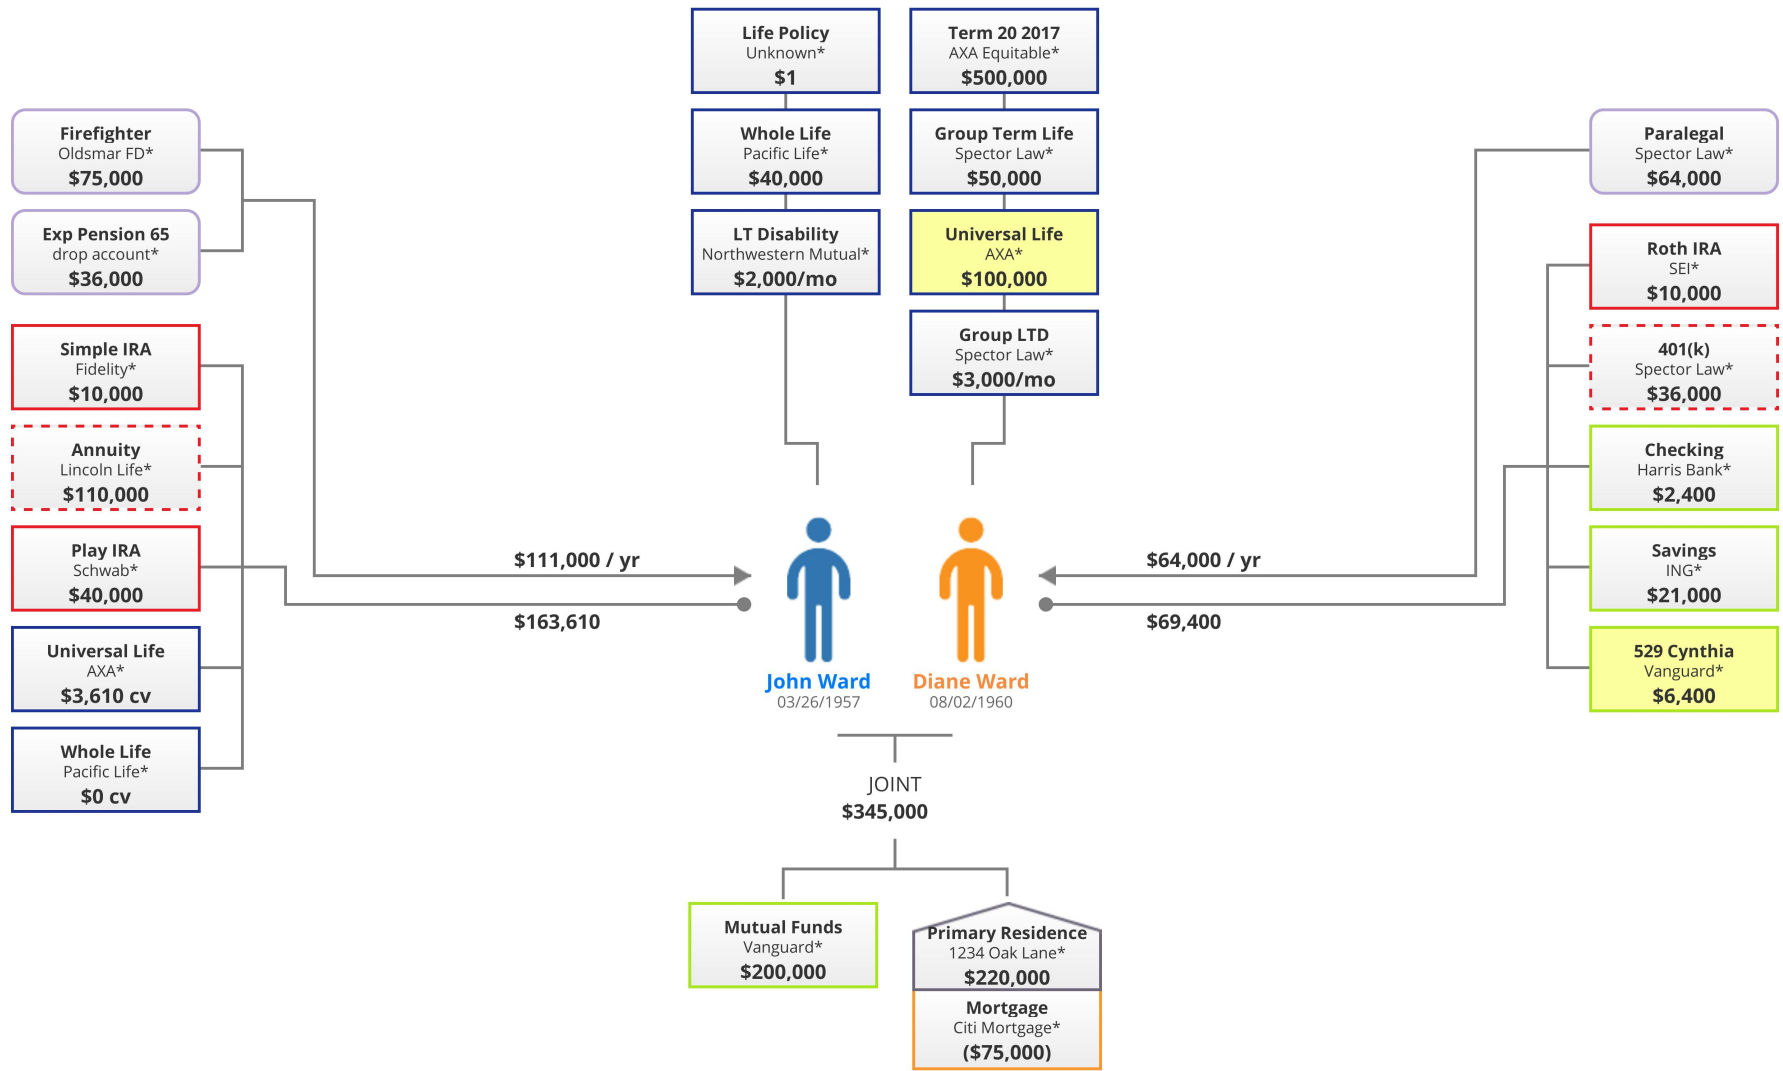 Life Policy
Unknown*
$1
Term 20 2017
AXA Equitable*
$500,000
Firefighter
Oldsmar FD*
$75,000
Whole Life
Pacific Life*
$40,000
Group Term Life
Spector Law*
$50,000
Paralegal
Spector Law*
$64,000
Exp Pension 65
drop account*
$36,000
LT Disability
Northwestern Mutual*
$2,000/mo
Universal Life
AXA*
$100,000
Roth IRA
SEI*
$10,000
Simple IRA
Fidelity*
$10,000
Group LTD
Spector Law*
$3,000/mo
401(k)
Spector Law*
$36,000
Annuity
Lincoln Life*
$110,000
Checking
Harris Bank*
$2,400
Play IRA
Schwab*
$40,000
$111,000 / yr
$163,610
$64,000 / yr
$69,400
Savings
ING*
$21,000
Universal Life
AXA*
$3,610 cv
John Ward
03/26/1957
Diane Ward
08/02/1960
529 Cynthia
Vanguard*
$6,400
Whole Life
Pacific Life*
$0 cv
JOINT
$345,000
Mutual Funds
Vanguard*
$200,000
Primary Residence
1234 Oak Lane*
$220,000
Mortgage
Citi Mortgage*
($75,000)